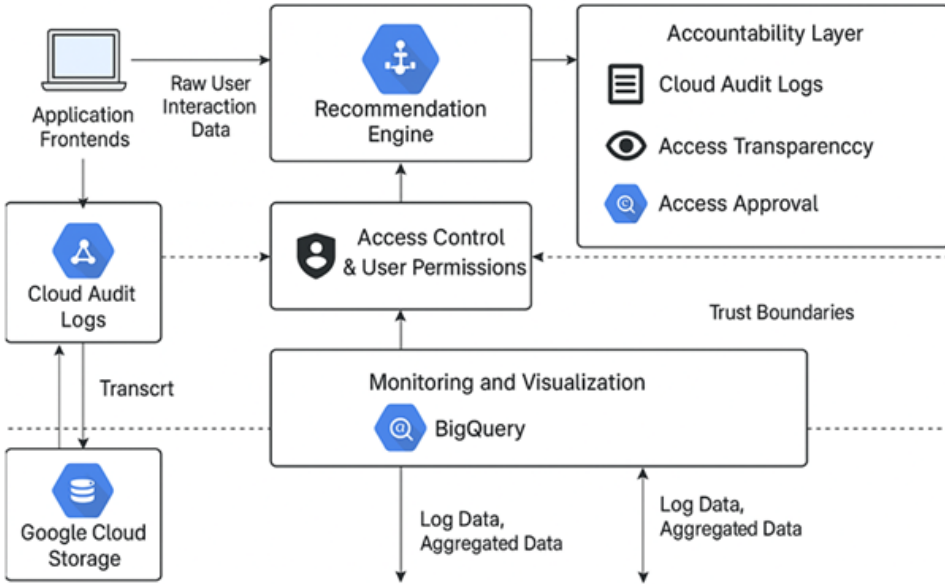 Application
Frontends
Raw User
Interaction
Data
Recommendation
Engine
Accountability Layer
Cloud Audit Logs
Access Transparenccy
Access Approval
Cloud Audit
Logs
Access Control
& User Permissions
Trust Boundaries
Transcrt
Monitoring and Visualization
BigQuery
Google Cloud
Storage
Log Data,
Aggregated Data
Log Data,
Aggregated Data